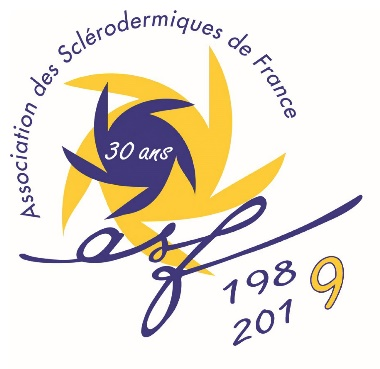 Association des Sclérodermiques de France
30 ans
asf
198 9
201